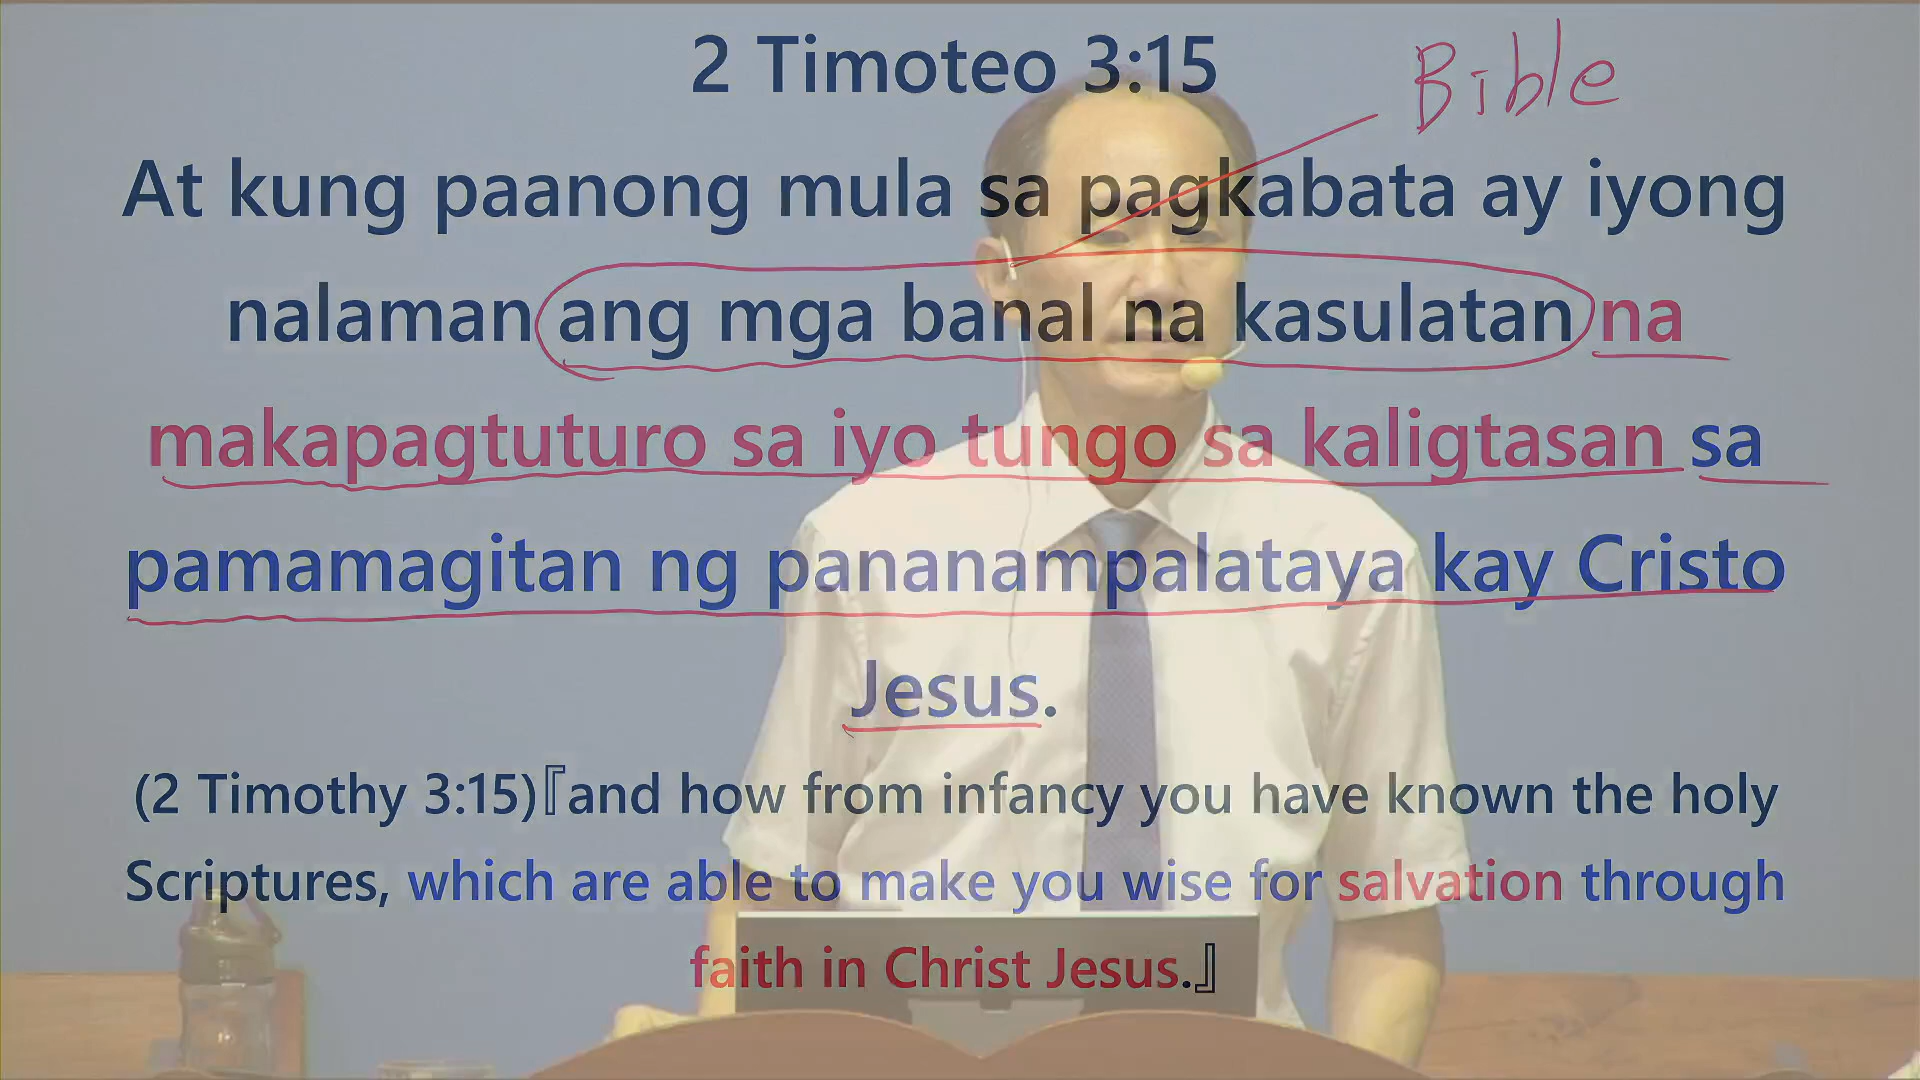 2 Timoteo 3:15
Bible
At kung paanong mula sa pagkabata ay iyong
nalaman ang mga banal na kasulatan na
makapagtuturo sa iyo tungo sa kaligtasan sa
pamamagitan ng pananampalataya kay Cristo
Jesus.
(2 Timothy 3:15)『and how from infancy you have known the holy
Scriptures, which are able to make you wise for salvation through
faith in Christ Jesus.』